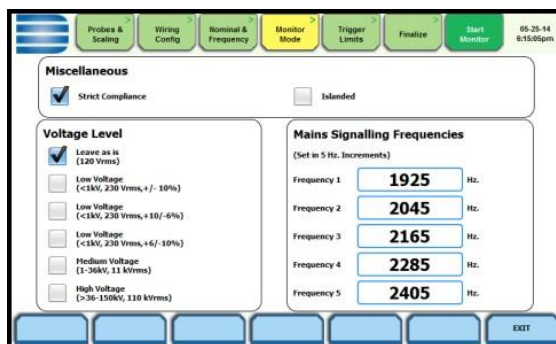 Probes &
Scaling
Wiring
Config
Nominal &
Frequency
Monitor
Mode
Trigger
Limits
Finalize
Start
Monitor
05-25-14
6:15:05pm
Miscellaneous
Strict Compliance
Islanded
Voltage Level
Leave as is
(120 Vrms)
Low Voltage
(<1kV, 230 Vrms,+/- 10%)
Low Voltage
(<1kV, 230 Vrms,+10/-6%)
Low Voltage
(<1kV, 230 Vrms,+6/-10%)
Medium Voltage
(1-36kV, 11 kVrms)
High Voltage
(>36-150kV, 110 kVrms)
Mains Signalling Frequencies
(Set in 5 Hz. Increments)
Frequency 1 1925 Hz.
Frequency 2 2045 Hz.
Frequency 3 2165 Hz.
Frequency 4 2285 Hz.
Frequency 5 2405 Hz.
EXIT